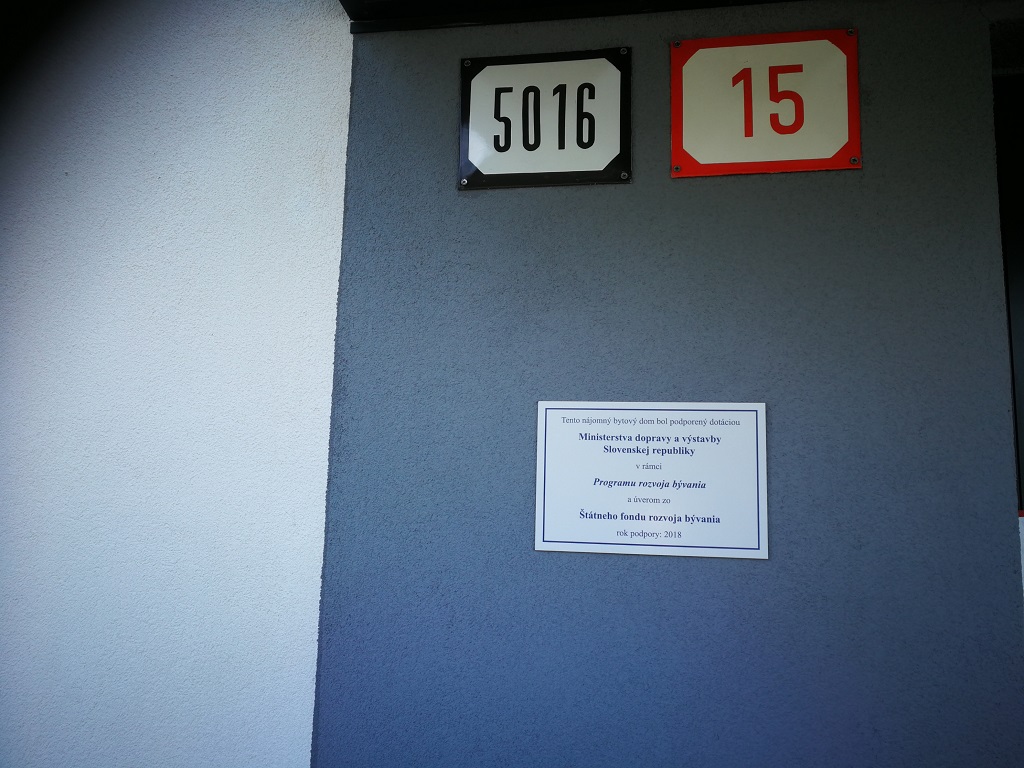 5016
15
Tento nájomný bytový dom bol podporený dotáciou
Ministerstva dopravy a výstavby
Slovenskej republiky
v rámci
Programu rozvoja bývania
a úverom zo
Štátneho fondu rozvoja bývania
rok podpory: 2018